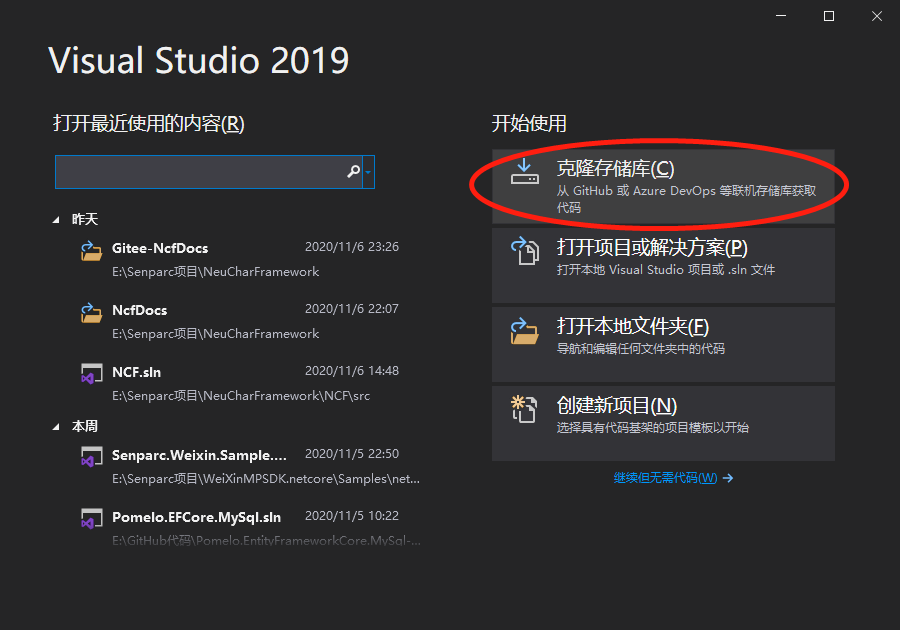 Visual Studio 2019
打开最近使用的内容(R)
昨天
Gitee-NcfDocs 2020/11/6 23:26
E:\Senparc项目\NeuCharFramework
NcfDocs 2020/11/6 22:07
E:\Senparc项目\NeuCharFramework
NCF.sln 2020/11/6 14:48
E:\Senparc项目\NeuCharFramework\NCF\src
本周
Senparc.Weixin.Sample.... 2020/11/5 22:50
E:\Senparc项目\WeiXinMPSDK.netcore\Samples\net...
Pomelo.EFCore.MySql.sln 2020/11/5 10:22
E:\GitHub代码\Pomelo.EntityFrameworkCore.MySql-...
开始使用
克隆存储库(C)
从 GitHub 或 Azure DevOps 等联机存储库获取
代码
打开项目或解决方案(P)
打开本地 Visual Studio 项目或 .sln 文件
打开本地文件夹(F)
导航和编辑任何文件夹中的代码
创建新项目(N)
选择具有代码基架的项目模板以开始
继续但无需代码(W) →